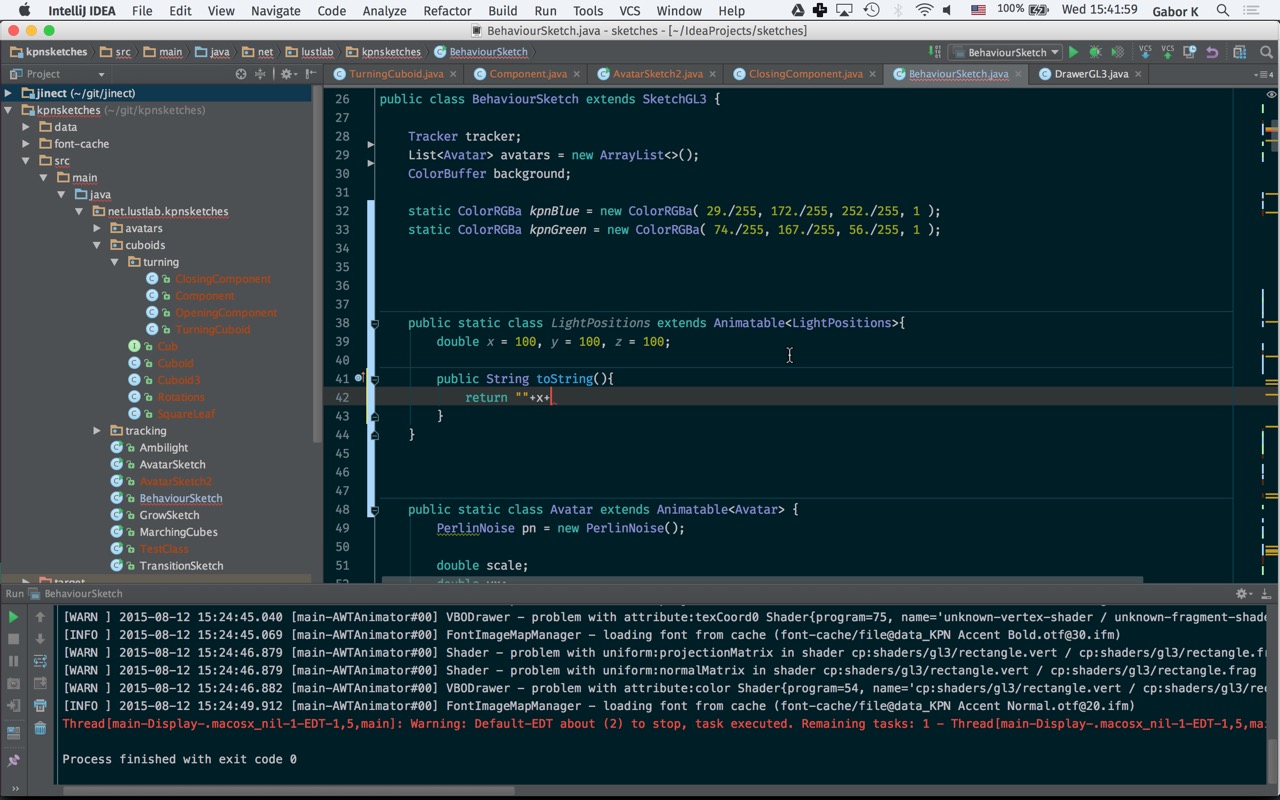 IntelliJ IDEA File Edit View Navigate Code Analyze Refactor Build Run Tools VCS Window Help 100% Wed 15:41:59 Gabor K
BehaviourSketch.java - sketches - [~/IdeaProjects/sketches]
kpnsketches src main java net lustlab kpnsketches BehaviourSketch BehaviourSketch VCS VCS
Project TurningCuboid.java Component.java AvatarSketch2.java ClosingComponent.java BehaviourSketch.java DrawerGL3.java
jinect (~/git/jinect)
kpnsketches (~/git/kpnsketches)
data
font-cache
src
main
java
net.lustlab.kpnsketches
avatars
cuboids
turning
ClosingComponent
Component
OpeningComponent
TurningCuboid
Cub
Cuboid
Cuboid3
Rotations
SquareLeaf
tracking
Ambilight
AvatarSketch
AvatarSketch2
BehaviourSketch
GrowSketch
MarchingCubes
TestClass
TransitionSketch
target
26 public class BehaviourSketch extends SketchGL3 {
27
28 Tracker tracker;
29 List<Avatar> avatars = new ArrayList<>();
30 ColorBuffer background;
31
32 static ColorRGBa kpnBlue = new ColorRGBa( 29./255, 172./255, 252./255, 1 );
33 static ColorRGBa kpnGreen = new ColorRGBa( 74./255, 167./255, 56./255, 1 );
34
35
36
37
38 public static class LightPositions extends Animatable<LightPositions>{
39 double x = 100, y = 100, z = 100;
40
41 public String toString(){
42 return ""+x+
43 }
44 }
45
46
47
48 public static class Avatar extends Animatable<Avatar> {
49 PerlinNoise pn = new PerlinNoise();
50
51 double scale;
Run BehaviourSketch
[WARN ] 2015-08-12 15:24:45.040 [main-AWTAnimator#00] VBODrawer - problem with attribute:texCoord0 Shader{program=75, name='unknown-vertex-shader / unknown-fragment-shade
[INFO ] 2015-08-12 15:24:45.069 [main-AWTAnimator#00] FontImageMapManager - loading font from cache (font-cache/file@data_KPN Accent Bold.otf@30.ifm)
[WARN ] 2015-08-12 15:24:46.879 [main-AWTAnimator#00] Shader - problem with uniform:projectionMatrix in shader cp:shaders/gl3/rectangle.vert / cp:shaders/gl3/rectangle.fr
[WARN ] 2015-08-12 15:24:46.879 [main-AWTAnimator#00] Shader - problem with uniform:normalMatrix in shader cp:shaders/gl3/rectangle.vert / cp:shaders/gl3/rectangle.frag
[WARN ] 2015-08-12 15:24:46.882 [main-AWTAnimator#00] VBODrawer - problem with attribute:color Shader{program=54, name='cp:shaders/gl3/rectangle.vert / cp:shaders/gl3/rec
[INFO ] 2015-08-12 15:24:49.912 [main-AWTAnimator#00] FontImageMapManager - loading font from cache (font-cache/file@data_KPN Accent Normal.otf@20.ifm)
Thread[main-Display-.macosx_nil-1-EDT-1,5,main]: Warning: Default-EDT about (2) to stop, task executed. Remaining tasks: 1 - Thread[main-Display-.macosx_nil-1-EDT-1,5,ma
Process finished with exit code 0